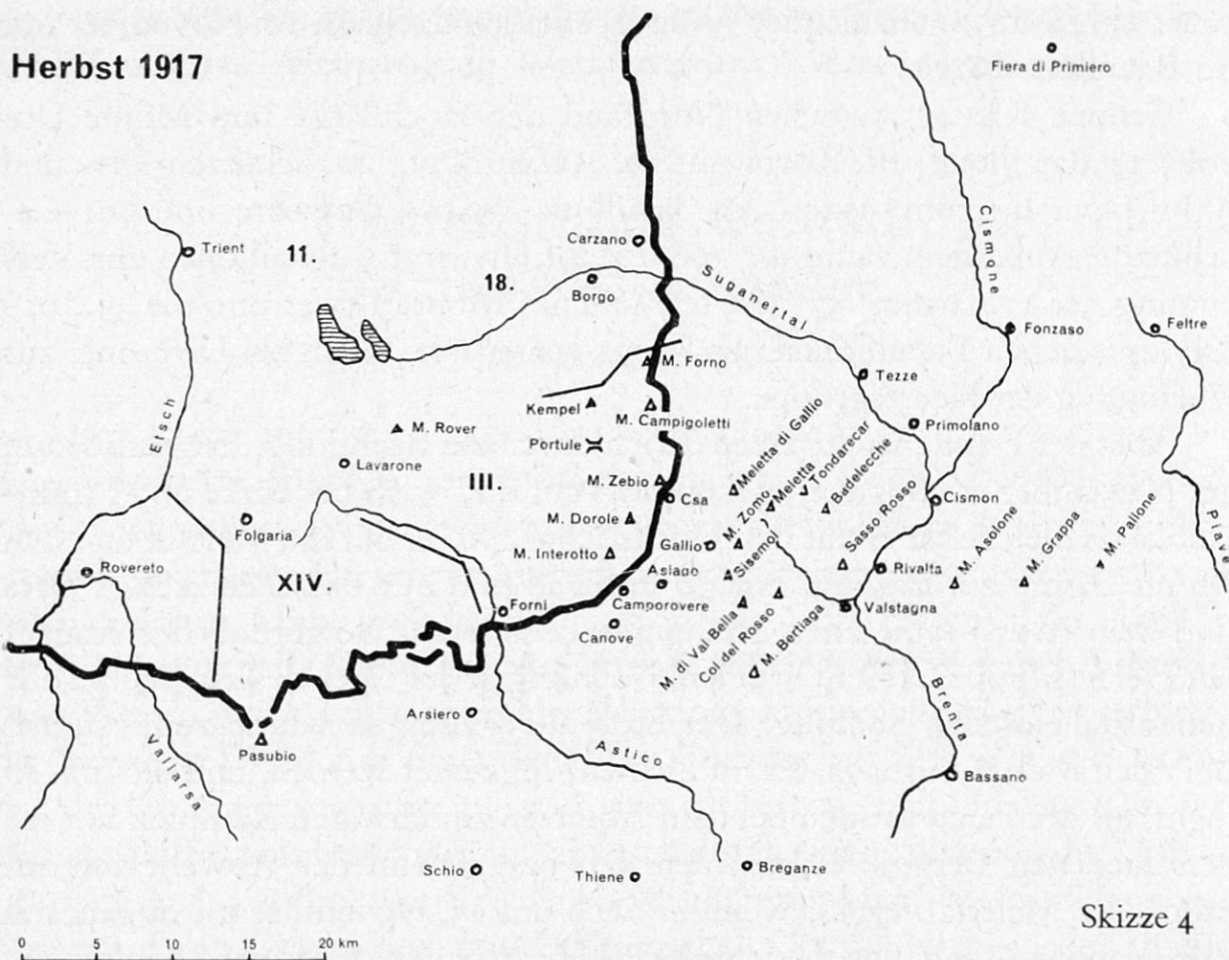 Herbst 1917
Fiera di Primiero
Cismone
Trient
11.
Carzano
18.
Borgo
Suganertal
Fonzaso
Feltre
M. Forno
Tezze
Kempel
M. Campigoletti
Etsch
M. Rover
Portule
Meletta di Gallio
Primolano
Lavarone
III.
M. Zebio
Csa
Meletta
Tondarecar
Badelecche
Cismon
M. Dorole
M. Zomo
Sasso Rosso
Folgaria
M. Interotto
Gallio
Sisemol
M. Assolone
M. Grappa
M. Pallone
Piave
Rovereto
XIV.
Asiago
Rivalta
Forni
Camporovere
Valstagna
Canove
M. di Val Bella
Col del Rosso
M. Bertiaga
Arsiero
Brenta
Pasubio
Vallarsa
Astico
Bassano
Schio
Thiene
Breganze
Skizze 4
0 5 10 15 20 km